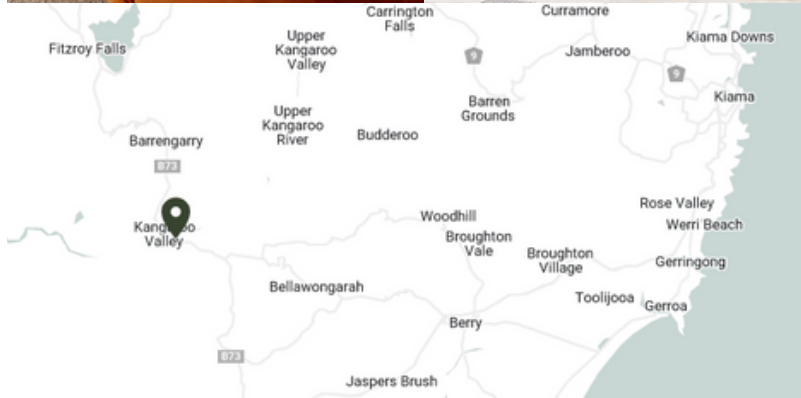 Carrington
Falls
Curramore
Fitzroy Falls
Upper
Kangaroo
Valley
Jamberoo
Kiama Downs
9
9
Kiama
Barren
Grounds
Upper
Kangaroo
River
Budderoo
Barrengarry
B73
Kangaroo
Valley
Woodhill
Rose Valley
Werri Beach
Broughton
Vale
Broughton
Village
Gerringong
Bellawongarah
Toolijooa
Gerroa
Berry
B73
Jaspers Brush